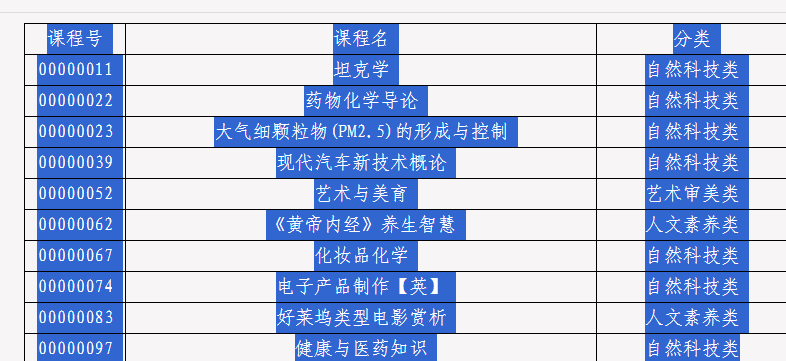 课程号 课程名 分类
00000011 坦克学 自然科技类
00000022 药物化学导论 自然科技类
00000023 大气细颗粒物(PM2.5)的形成与控制 自然科技类
00000039 现代汽车新技术概论 自然科技类
00000052 艺术与美育 艺术审美类
00000062 《黄帝内经》养生智慧 人文素养类
00000067 化妆品化学 自然科技类
00000074 电子产品制作【英】 自然科技类
00000083 好莱坞类型电影赏析 人文素养类
00000097 健康与医药知识 自然科技类